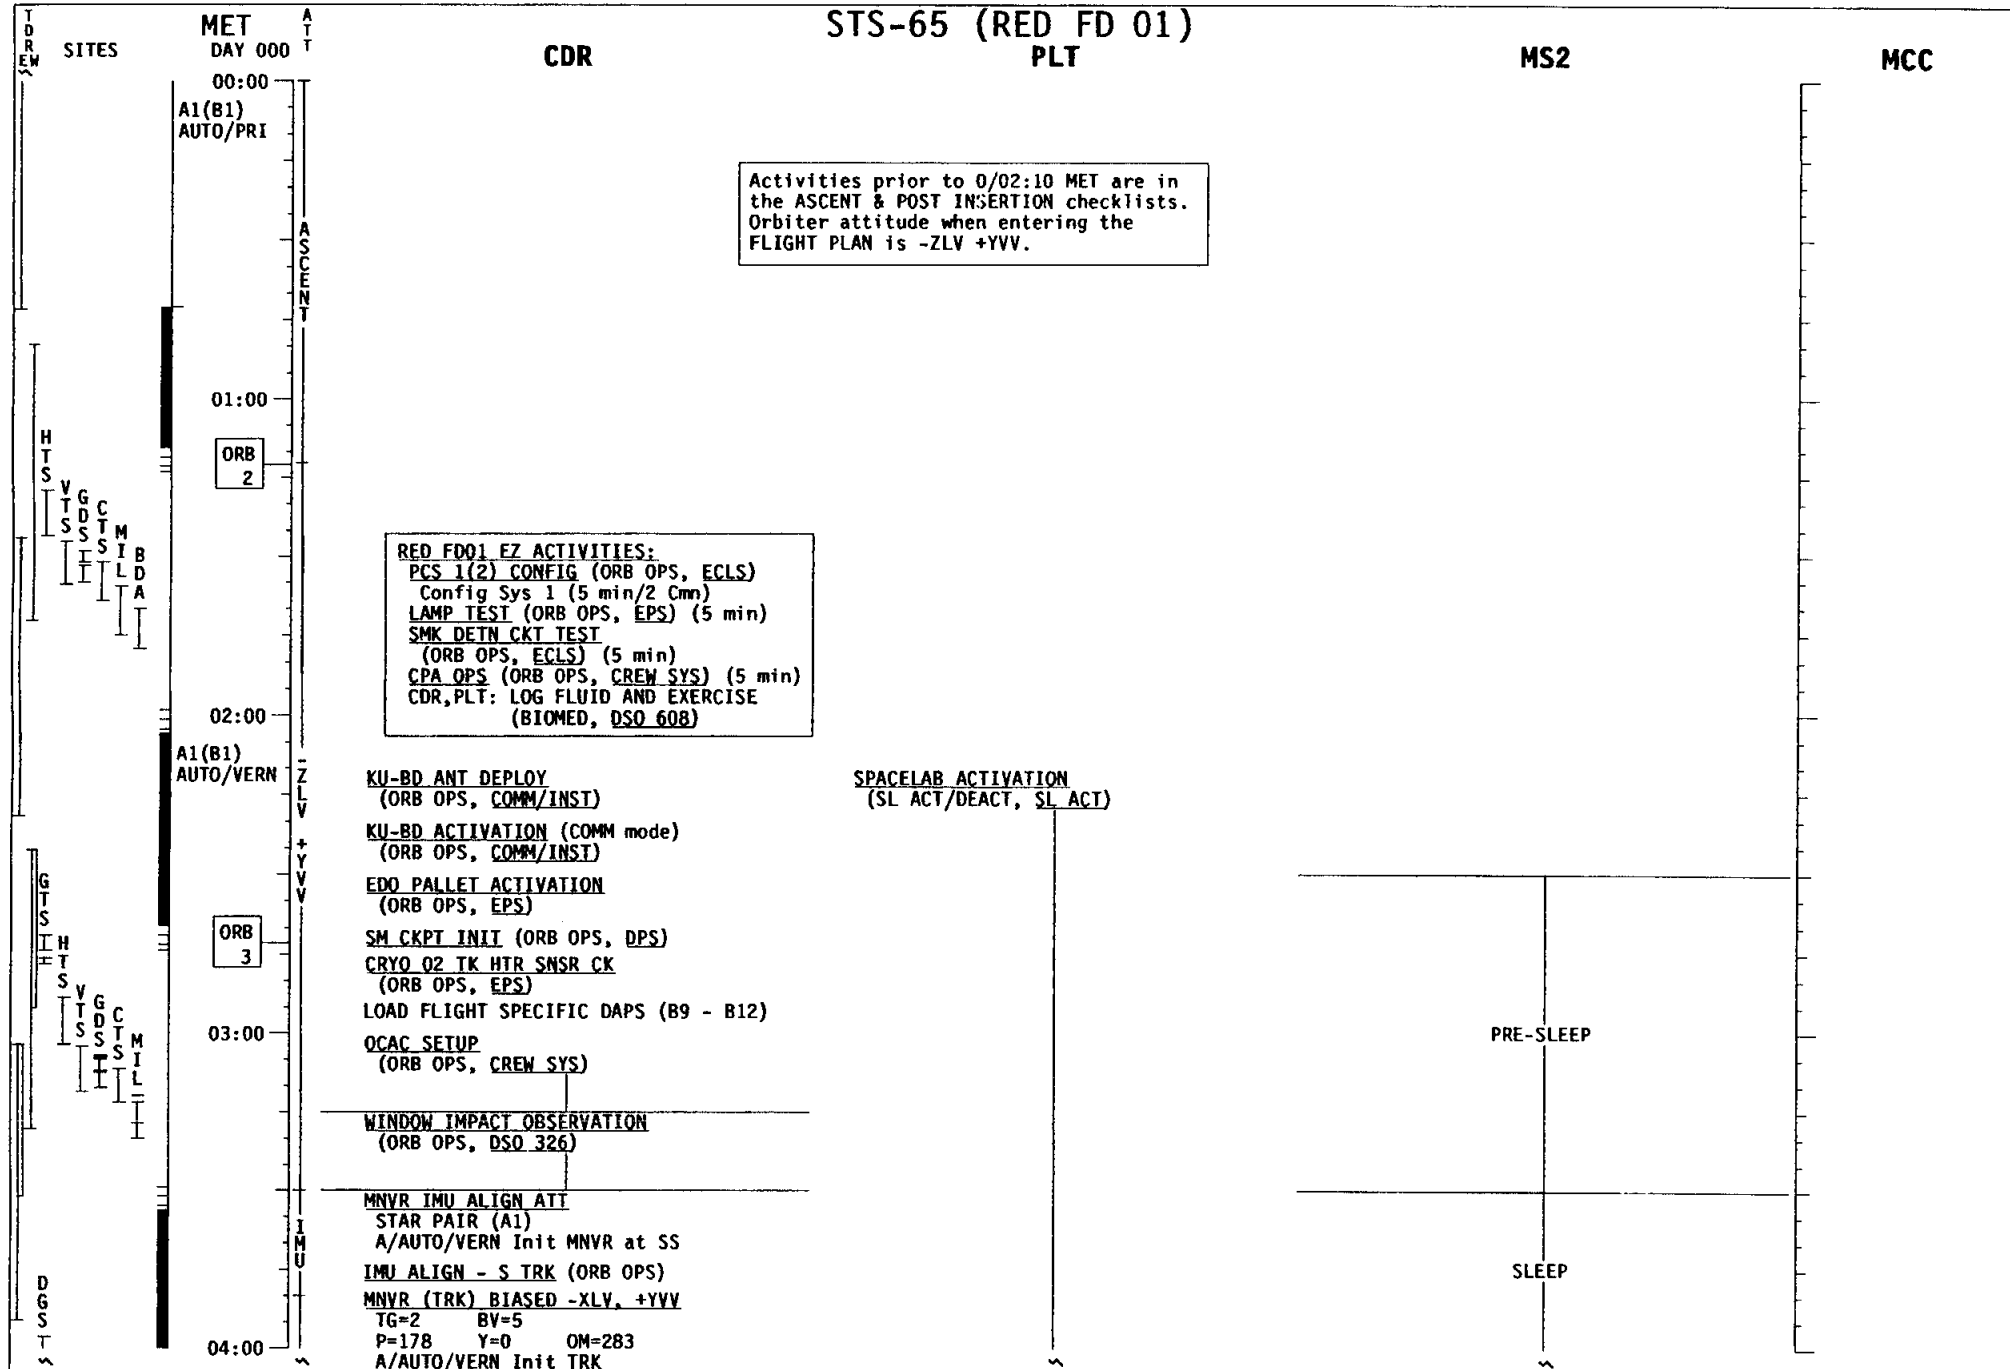 STS-65 (RED FD 01)
TDRE W SITES MET DAY 000 ATT CDR PLT MS2 MCC
00:00
A1(B1)
AUTO/PRI
Activities prior to 0/02:10 MET are in
the ASCENT & POST INSERTION checklists.
Orbiter attitude when entering the
FLIGHT PLAN is -ZLV +YVV.
ASCENT
01:00
HTS
ORB
2
VTS
GDS
CTS
MIL
BDA
RED FD01 EZ ACTIVITIES:
PCS 1(2) CONFIG (ORB OPS, ECLS)
Config Sys 1 (5 min/2 Cmn)
LAMP TEST (ORB OPS, EPS) (5 min)
SMK DETN CKT TEST
(ORB OPS, ECLS) (5 min)
CPA OPS (ORB OPS, CREW SYS) (5 min)
CDR,PLT: LOG FLUID AND EXERCISE
(BIOMED, DSO 608)
02:00
A1(B1)
AUTO/VERN
-ZLV +YVV
KU-BD ANT DEPLOY
(ORB OPS, COMM/INST)
SPACELAB ACTIVATION
(SL ACT/DEACT, SL ACT)
KU-BD ACTIVATION (COMM mode)
(ORB OPS, COMM/INST)
EDO PALLET ACTIVATION
(ORB OPS, EPS)
GTS
ORB
3
HTS
SM CKPT INIT (ORB OPS, DPS)
CRYO O2 TK HTR SNSR CK
(ORB OPS, EPS)
LOAD FLIGHT SPECIFIC DAPS (B9 - B12)
VTS
GDS
CTS
MIL
03:00
PRE-SLEEP
OCAC SETUP
(ORB OPS, CREW SYS)
WINDOW IMPACT OBSERVATION
(ORB OPS, DSO 326)
MNVR IMU ALIGN ATT
STAR PAIR (A1)
A/AUTO/VERN Init MNVR at SS
IMU
IMU ALIGN - S TRK (ORB OPS)
SLEEP
DGS
MNVR (TRK) BIASED -XLV, +YVV
TG=2 BV=5
P=178 Y=0 OM=283
04:00
A/AUTO/VERN Init TRK